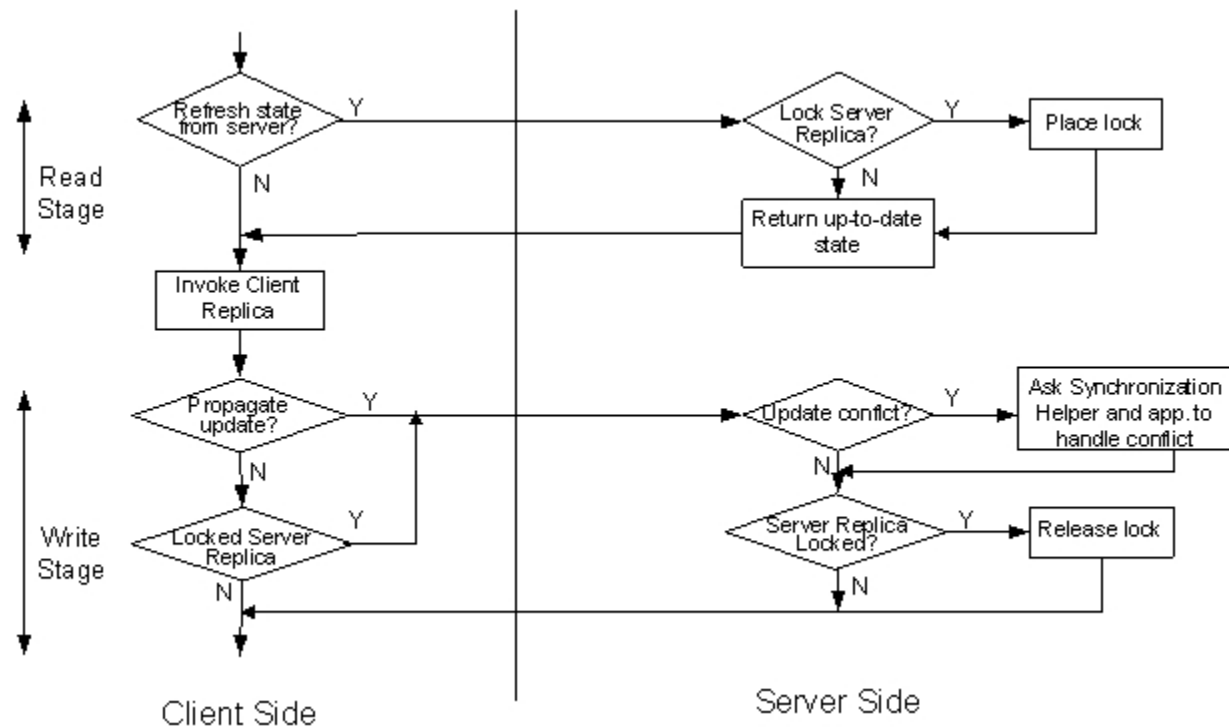 Refresh state
from server?
Y
Lock Server
Replica?
Y
Place lock
Read
Stage
N
N
Return up-to-date
state
Invoke Client
Replica
Propagate
update?
Y
Update conflct?
Y
Ask Synchronization
Helper and app.to
handle conflict
N
N
Write
Stage
Locked Server
Replica
Y
Server Replica
Locked?
Y
Release lock
N
N
Client Side
Server Side